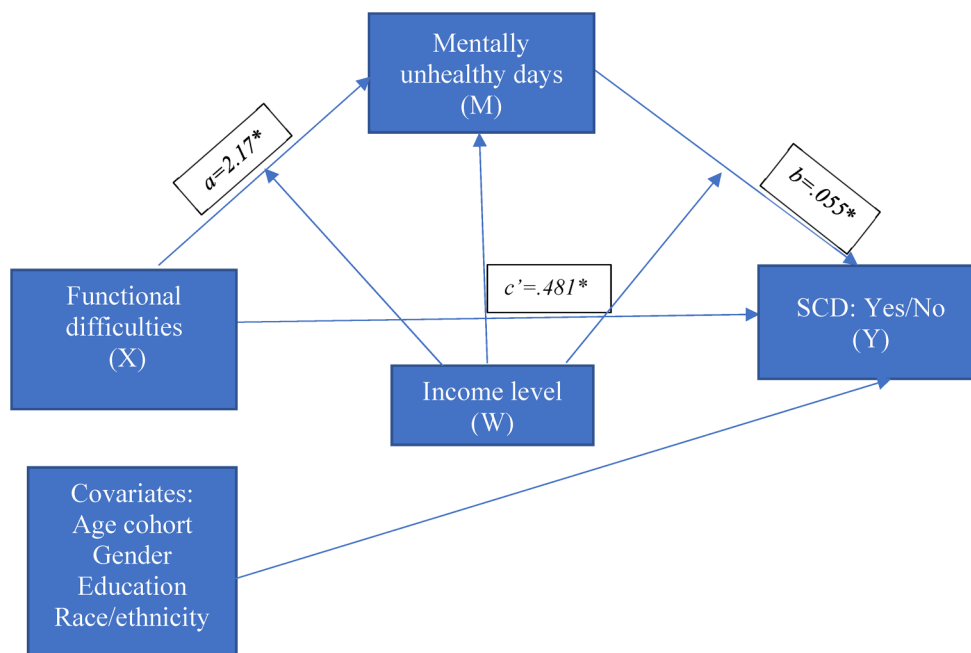 Mentally
unhealthy days
(M)
a=2.17*
b=.055*
Functional
difficulties
(X)
c’=.481*
SCD: Yes/No
(Y)
Income level
(W)
Covariates:
Age cohort
Gender
Education
Race/ethnicity